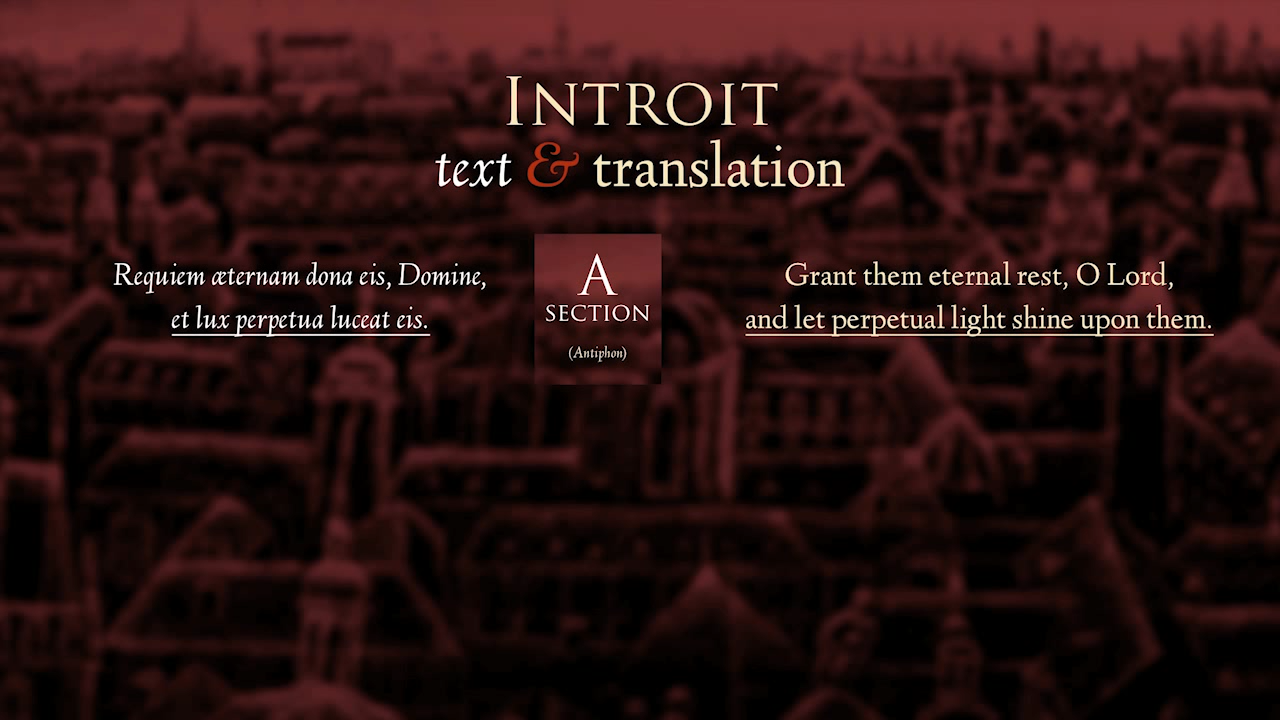 INTROIT
text & translation
Requiem æternam dona eis, Domine,
et lux perpetua luceat eis.
A
SECTION
(Antiphon)
Grant them eternal rest, O Lord,
and let perpetual light shine upon them.